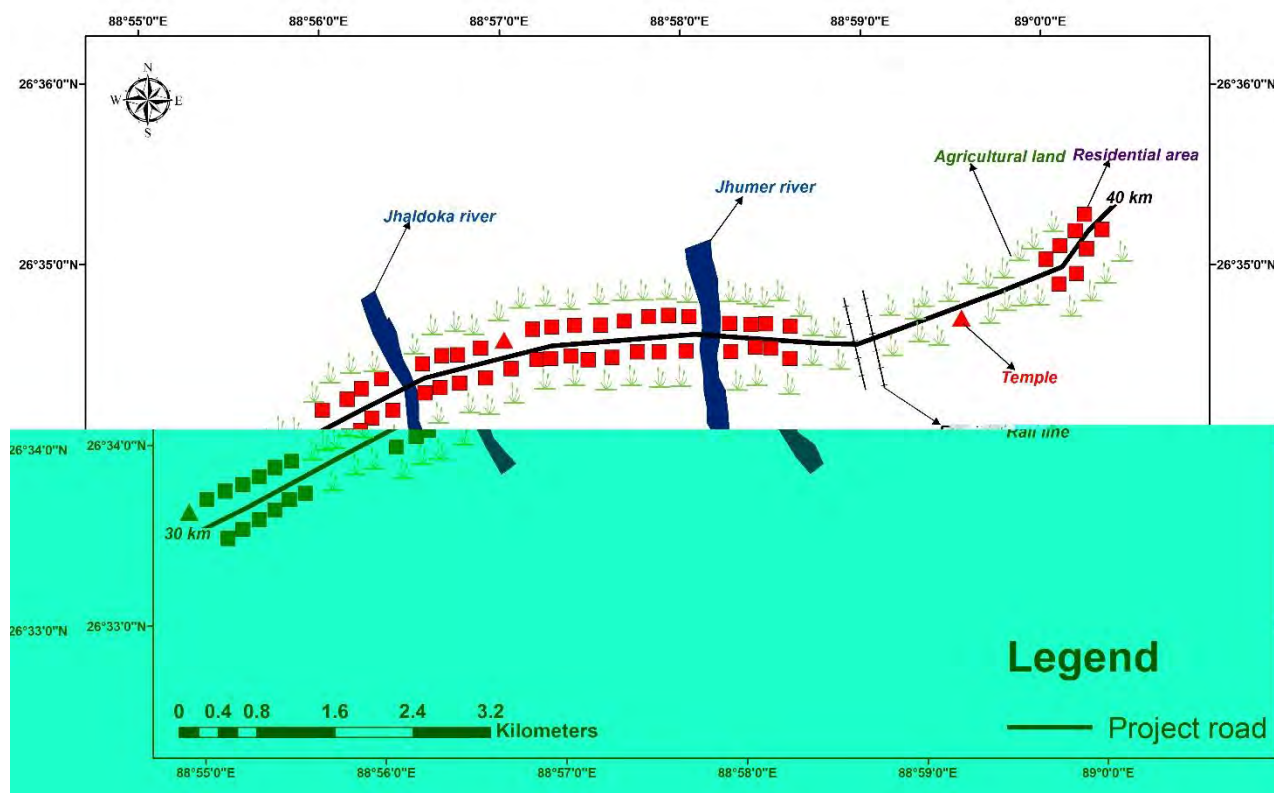 88°55'0"E 88°56'0"E 88°57'0"E 88°58'0"E 88°59'0"E 89°0'0"E
26°36'0"N 26°36'0"N
N
W E
S
Agricultural land Residential area
Jhumer river
40 km
Jhaldoka river
26°35'0"N 26°35'0"N
Temple
Rail line
26°34'0"N 26°34'0"N
30 km
26°33'0"N 26°33'0"N
Legend
0 0.4 0.8 1.6 2.4 3.2
Kilometers
Project road
88°55'0"E 88°56'0"E 88°57'0"E 88°58'0"E 88°59'0"E 89°0'0"E